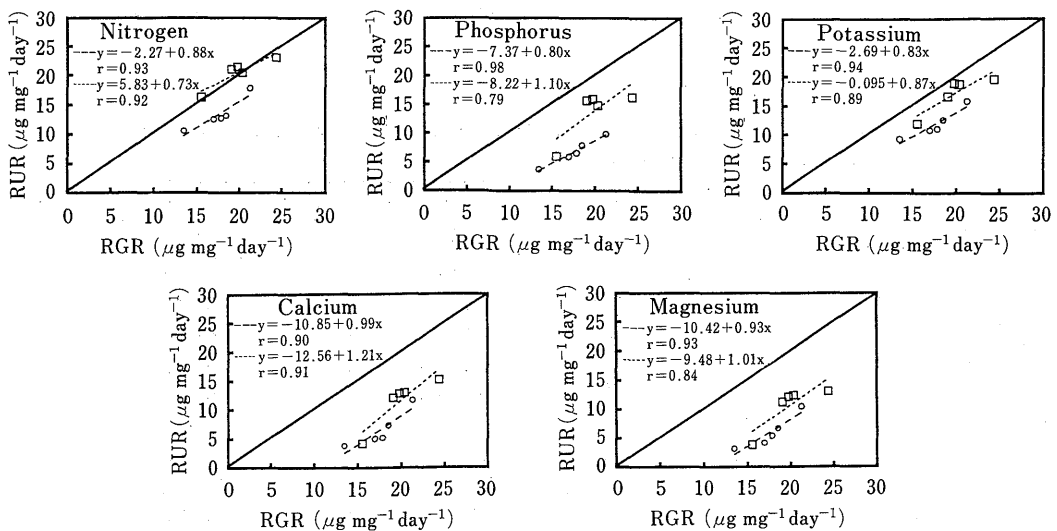 Nitrogen
y=−2.27+0.88x
r=0.93
y=5.83+0.73x
r=0.92
30
25
20
15
10
5
0
0 5 10 15 20 25 30
RUR (μg mg⁻¹ day⁻¹)
RGR (μg mg⁻¹ day⁻¹)
Phosphorus
y=−7.37+0.80x
r=0.98
y=−8.22+1.10x
r=0.79
30
25
20
15
10
5
0
0 5 10 15 20 25 30
RUR (μg mg⁻¹ day⁻¹)
RGR (μg mg⁻¹ day⁻¹)
Potassium
y=−2.69+0.83x
r=0.94
y=−0.095+0.87x
r=0.89
30
25
20
15
10
5
0
0 5 10 15 20 25 30
RUR (μg mg⁻¹ day⁻¹)
RGR (μg mg⁻¹ day⁻¹)
Calcium
y=−10.85+0.99x
r=0.90
y=−12.56+1.21x
r=0.91
30
25
20
15
10
5
0
0 5 10 15 20 25 30
RUR (μg mg⁻¹ day⁻¹)
RGR (μg mg⁻¹ day⁻¹)
Magnesium
y=−10.42+0.93x
r=0.93
y=−9.48+1.01x
r=0.84
30
25
20
15
10
5
0
0 5 10 15 20 25 30
RUR (μg mg⁻¹ day⁻¹)
RGR (μg mg⁻¹ day⁻¹)